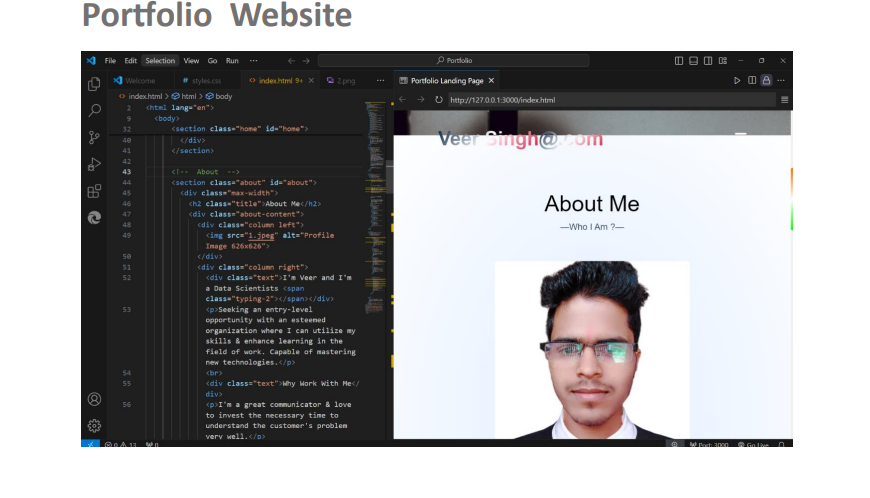 Portfolio Website
File Edit Selection View Go Run ··· Portfolio
Welcome # styles.css index.html 9+ 2.png ··· Portfolio Landing Page
index.html > html > body
http://127.0.0.1:3000/index.html
2 <html lang="en">
9 <body>
32 <section class="home" id="home">
40 </div>
41 </section>
42
43 <!-- About -->
44 <section class="about" id="about">
45 <div class="max-width">
46 <h2 class="title">About Me</h2>
47 <div class="about-content">
48 <div class="column left">
49 <img src="1.jpeg" alt="Profile
Image 626x626">
50 </div>
51 <div class="column right">
52 <div class="text">I'm Veer and I'm
a Data Scientists <span
class="typing-2"></span></div>
53 <p>Seeking an entry-level
opportunity with an esteemed
organization where I can utilize my
skills & enhance learning in the
field of work. Capable of mastering
new technologies.</p>
54 <br>
55 <div class="text">Why Work With Me</
div>
56 <p>I'm a great communicator & love
to invest the necessary time to
understand the customer's problem
very well.</p>
Veer Singh@.com
About Me
—Who I Am ?—
0 13 0 Port: 3000 Go Live